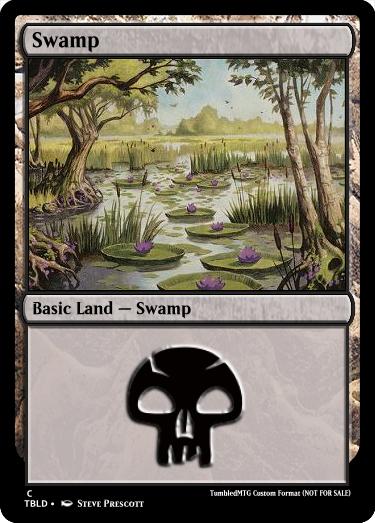 Swamp
Basic Land — Swamp
C
TumbledMTG Custom Format (NOT FOR SALE)
TBLD • Steve Prescott